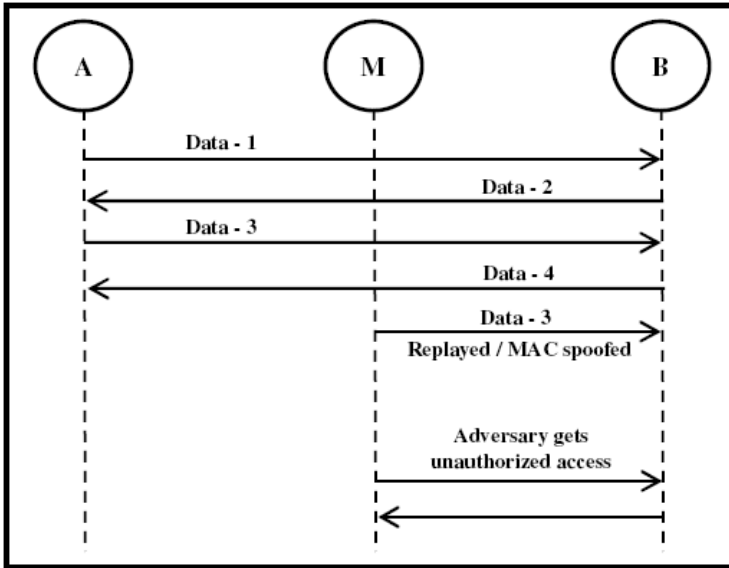 A M B
Data - 1
Data - 2
Data - 3
Data - 4
Data - 3
Replayed / MAC spoofed
Adversary gets
unauthorized access